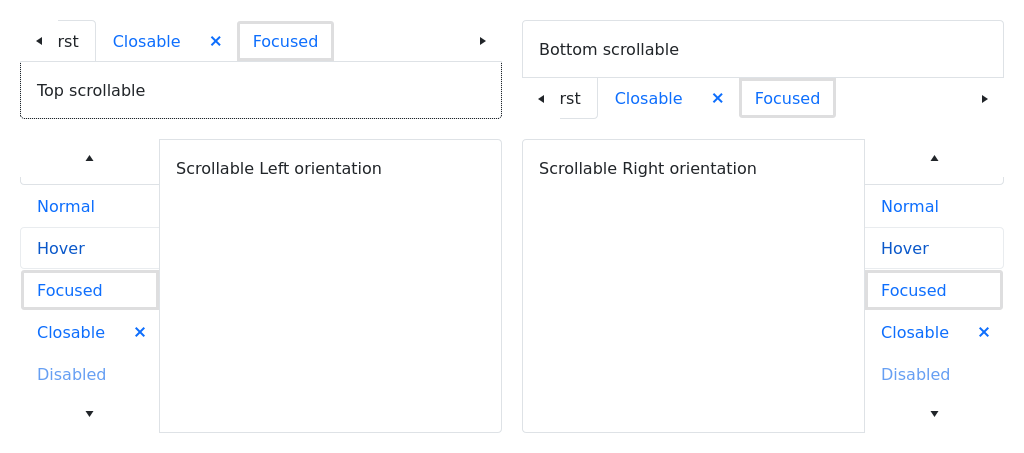 rst Closable × Focused
Top scrollable
Bottom scrollable
rst Closable × Focused
Normal
Hover
Focused
Closable ×
Disabled
Scrollable Left orientation
Scrollable Right orientation
Normal
Hover
Focused
Closable ×
Disabled